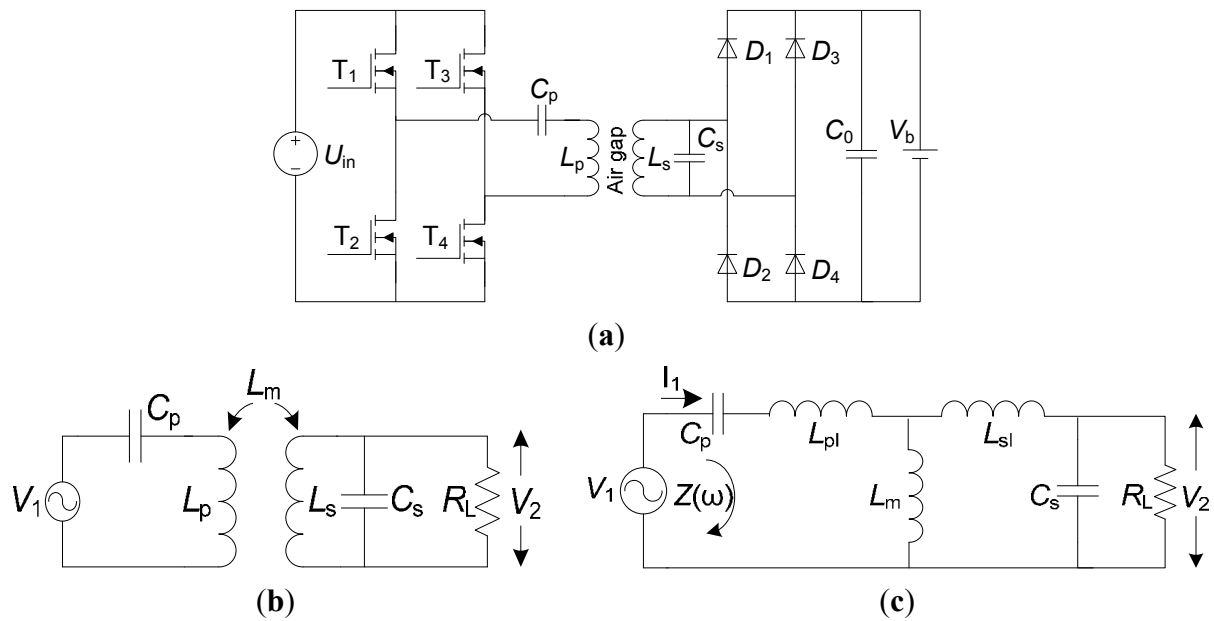 T1
T3
Cp
D1
D3
Uin
Lp
Air gap
Ls
Cs
C0
Vb
T2
T4
D2
D4
(a)
Lm
Cp
V1
Lp
Ls
Cs
RL
V2
(b)
I1
Cp
Lpl
Lsl
V1
Z(ω)
Lm
Cs
RL
V2
(c)